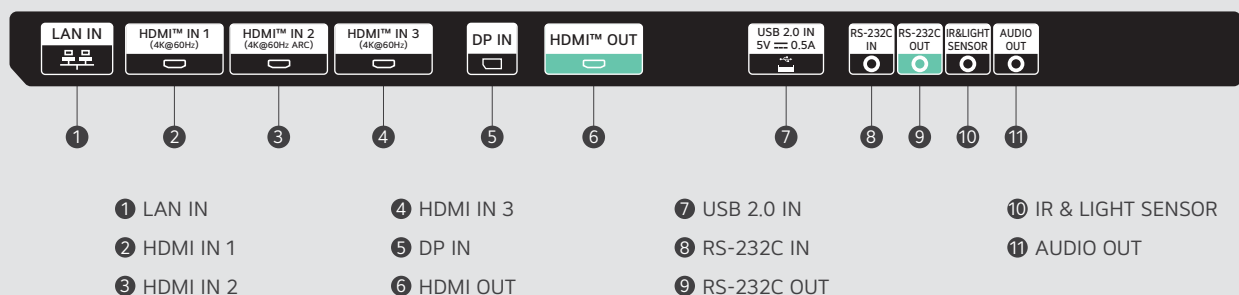 LAN IN
HDMI™ IN 1
(4K@60Hz)
HDMI™ IN 2
(4K@60Hz ARC)
HDMI™ IN 3
(4K@60Hz)
DP IN
HDMI™ OUT
USB 2.0 IN
5V ⎓ 0.5A
RS-232C
IN
RS-232C
OUT
IR&LIGHT
SENSOR
AUDIO
OUT
1
2
3
4
5
6
7
8
9
10
11
1 LAN IN
2 HDMI IN 1
3 HDMI IN 2
4 HDMI IN 3
5 DP IN
6 HDMI OUT
7 USB 2.0 IN
8 RS-232C IN
9 RS-232C OUT
10 IR & LIGHT SENSOR
11 AUDIO OUT